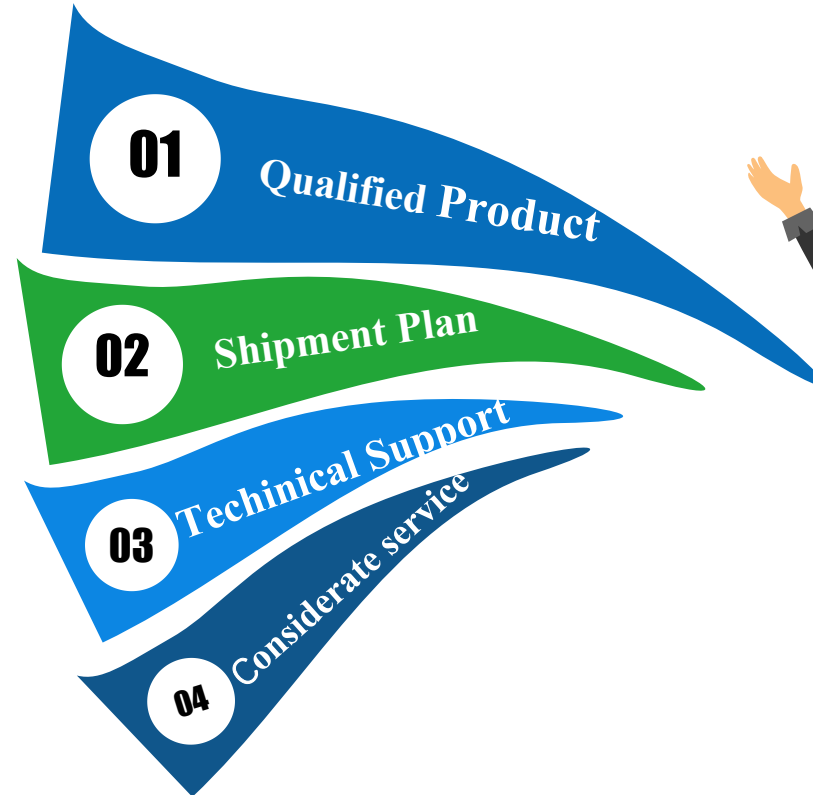 01
Qualified Product
02
Shipment Plan
03
Techinical Support
04
Considerate service